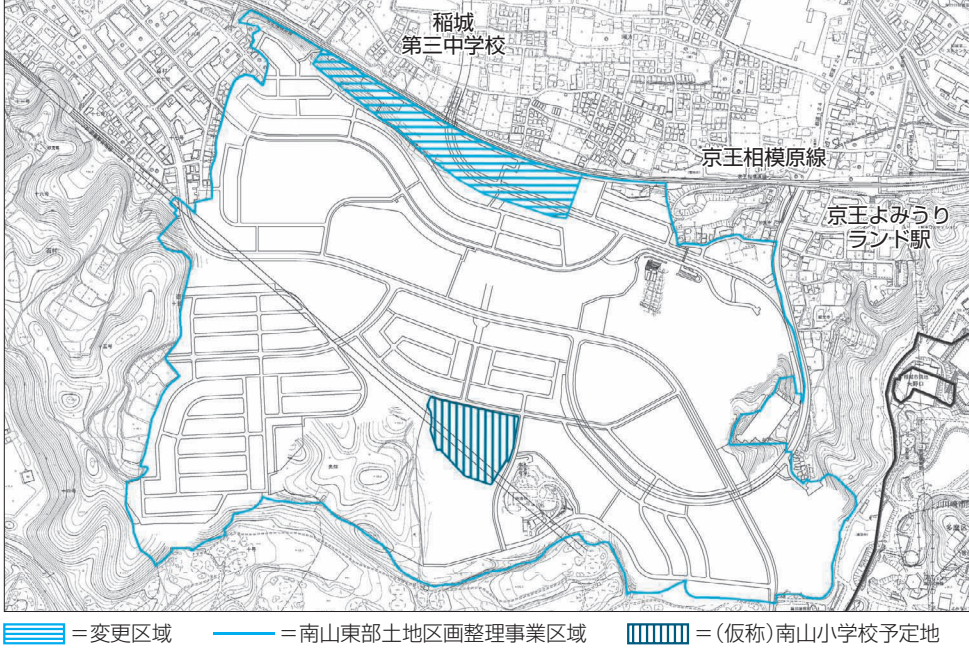 稲城
第三中学校
京王相模原線
京王よみうり
ランド駅
=変更区域
=南山東部土地区画整理事業区域
=(仮称)南山小学校予定地